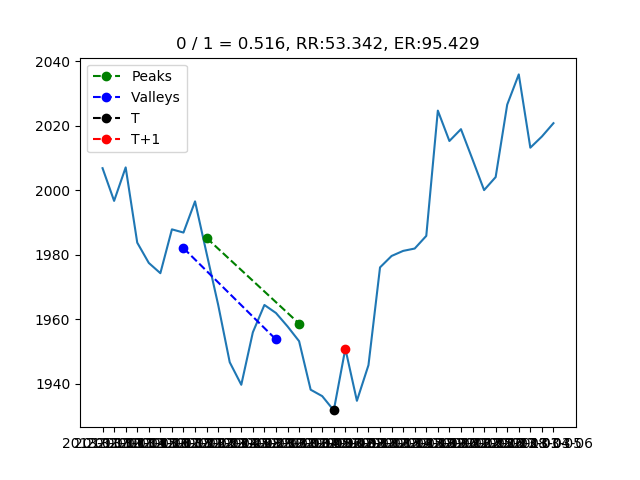 0 / 1 = 0.516, RR:53.342, ER:95.429
2040
2020
2000
1980
1960
1940
Peaks
Valleys
T
T+1